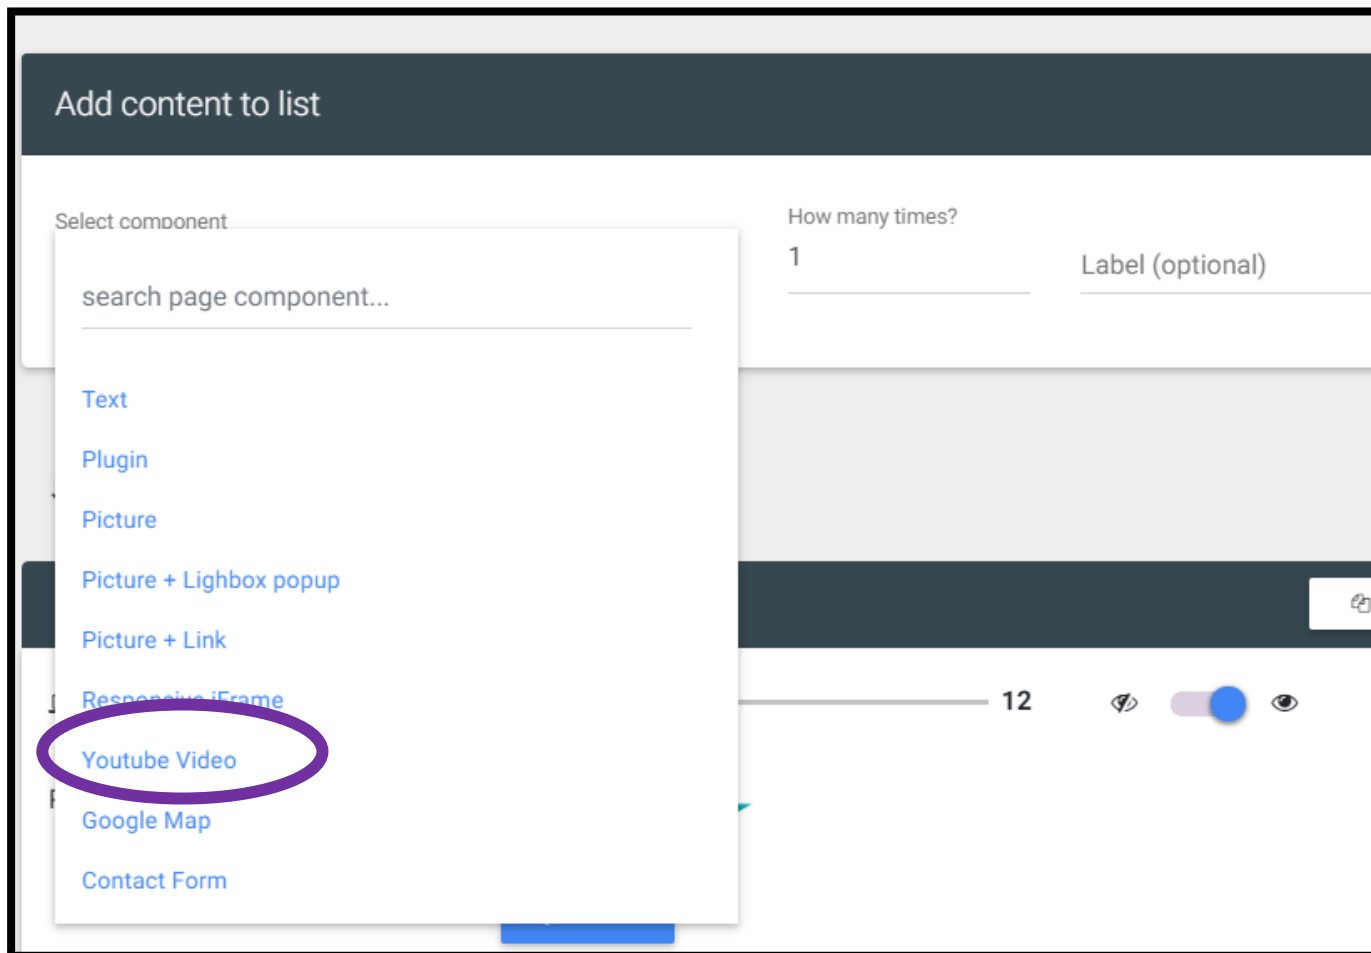 Add content to list
Select component
How many times?
1
Label (optional)
search page component...
Text
Plugin
Picture
Picture + Lighbox popup
Picture + Link
Responsive iFrame
12
Youtube Video
Google Map
Contact Form